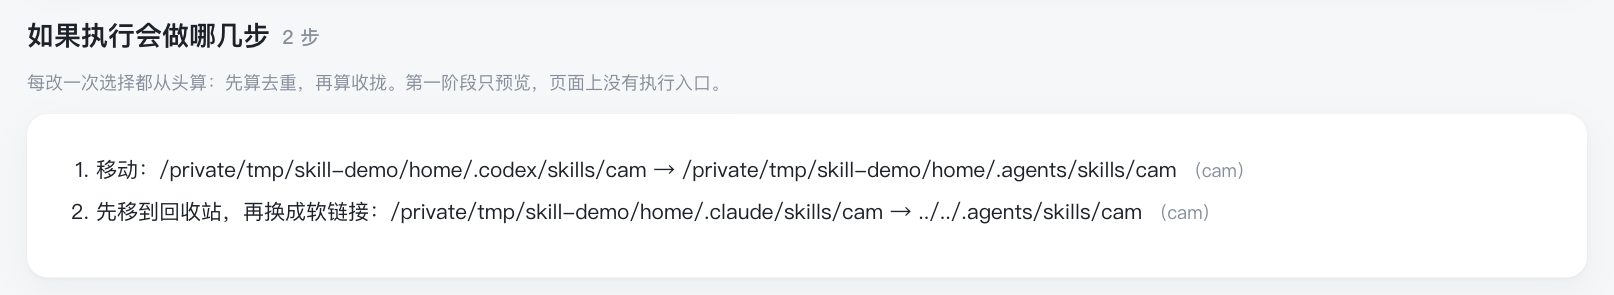 如果执行会做哪几步 2 步
每改一次选择都从头算：先算去重，再算收拢。第一阶段只预览，页面上没有执行入口。
1. 移动：/private/tmp/skill-demo/home/.codex/skills/cam → /private/tmp/skill-demo/home/.agents/skills/cam （cam）
2. 先移到回收站，再换成软链接：/private/tmp/skill-demo/home/.claude/skills/cam → ../../.agents/skills/cam （cam）